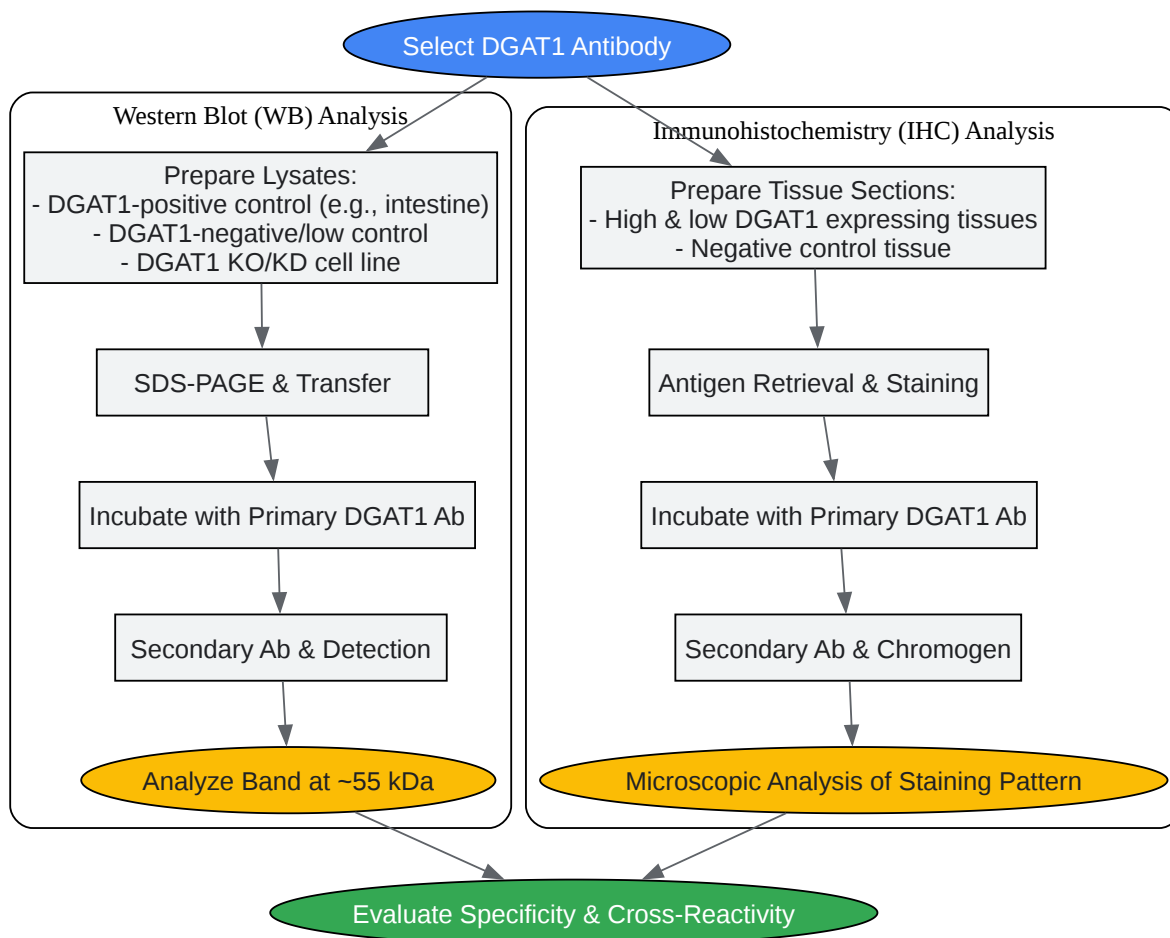 Select DGAT1 Antibody
Western Blot (WB) Analysis
Prepare Lysates:
- DGAT1-positive control (e.g., intestine)
- DGAT1-negative/low control
- DGAT1 KO/KD cell line
SDS-PAGE & Transfer
Incubate with Primary DGAT1 Ab
Secondary Ab & Detection
Analyze Band at ~55 kDa
Immunohistochemistry (IHC) Analysis
Prepare Tissue Sections:
- High & low DGAT1 expressing tissues
- Negative control tissue
Antigen Retrieval & Staining
Incubate with Primary DGAT1 Ab
Secondary Ab & Chromogen
Microscopic Analysis of Staining Pattern
Evaluate Specificity & Cross-Reactivity